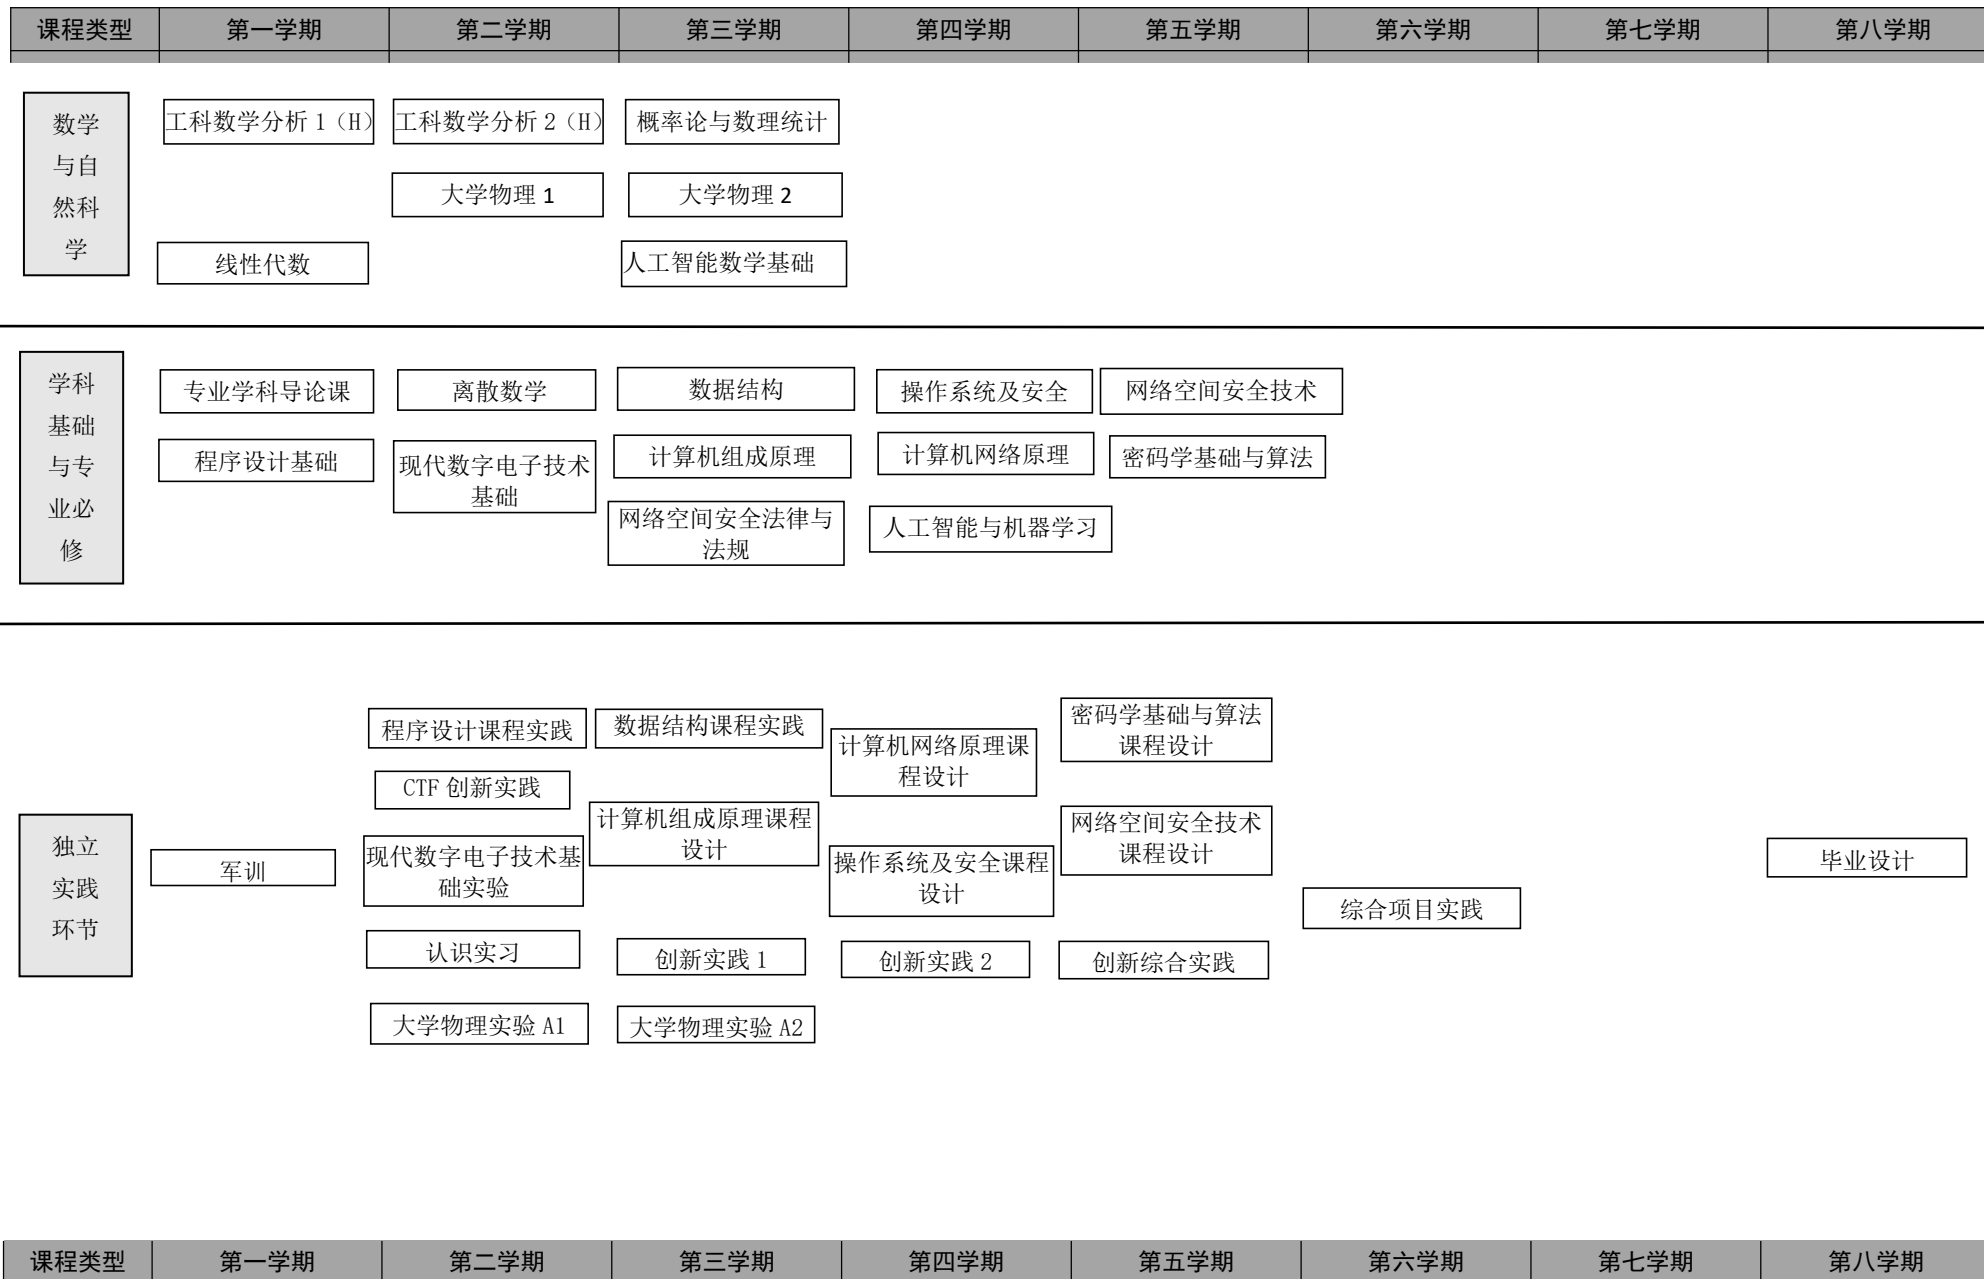 课程类型 第一学期 第二学期 第三学期 第四学期 第五学期 第六学期 第七学期 第八学期
数学
与自
然科
学
工科数学分析 1（H） 工科数学分析 2（H） 概率论与数理统计
大学物理 1 大学物理 2
线性代数 人工智能数学基础
学科
基础
与专
业必
修
专业学科导论课 离散数学 数据结构 操作系统及安全 网络空间安全技术
程序设计基础
现代数字电子技术
基础
计算机组成原理 计算机网络原理 密码学基础与算法
网络空间安全法律与
法规
人工智能与机器学习
独立
实践
环节
军训
程序设计课程实践
CTF 创新实践
现代数字电子技术基
础实验
认识实习
大学物理实验 A1
数据结构课程实践
计算机组成原理课程
设计
创新实践 1
大学物理实验 A2
计算机网络原理课
程设计
操作系统及安全课程
设计
创新实践 2
密码学基础与算法
课程设计
网络空间安全技术
课程设计
创新综合实践
综合项目实践
毕业设计
课程类型 第一学期 第二学期 第三学期 第四学期 第五学期 第六学期 第七学期 第八学期